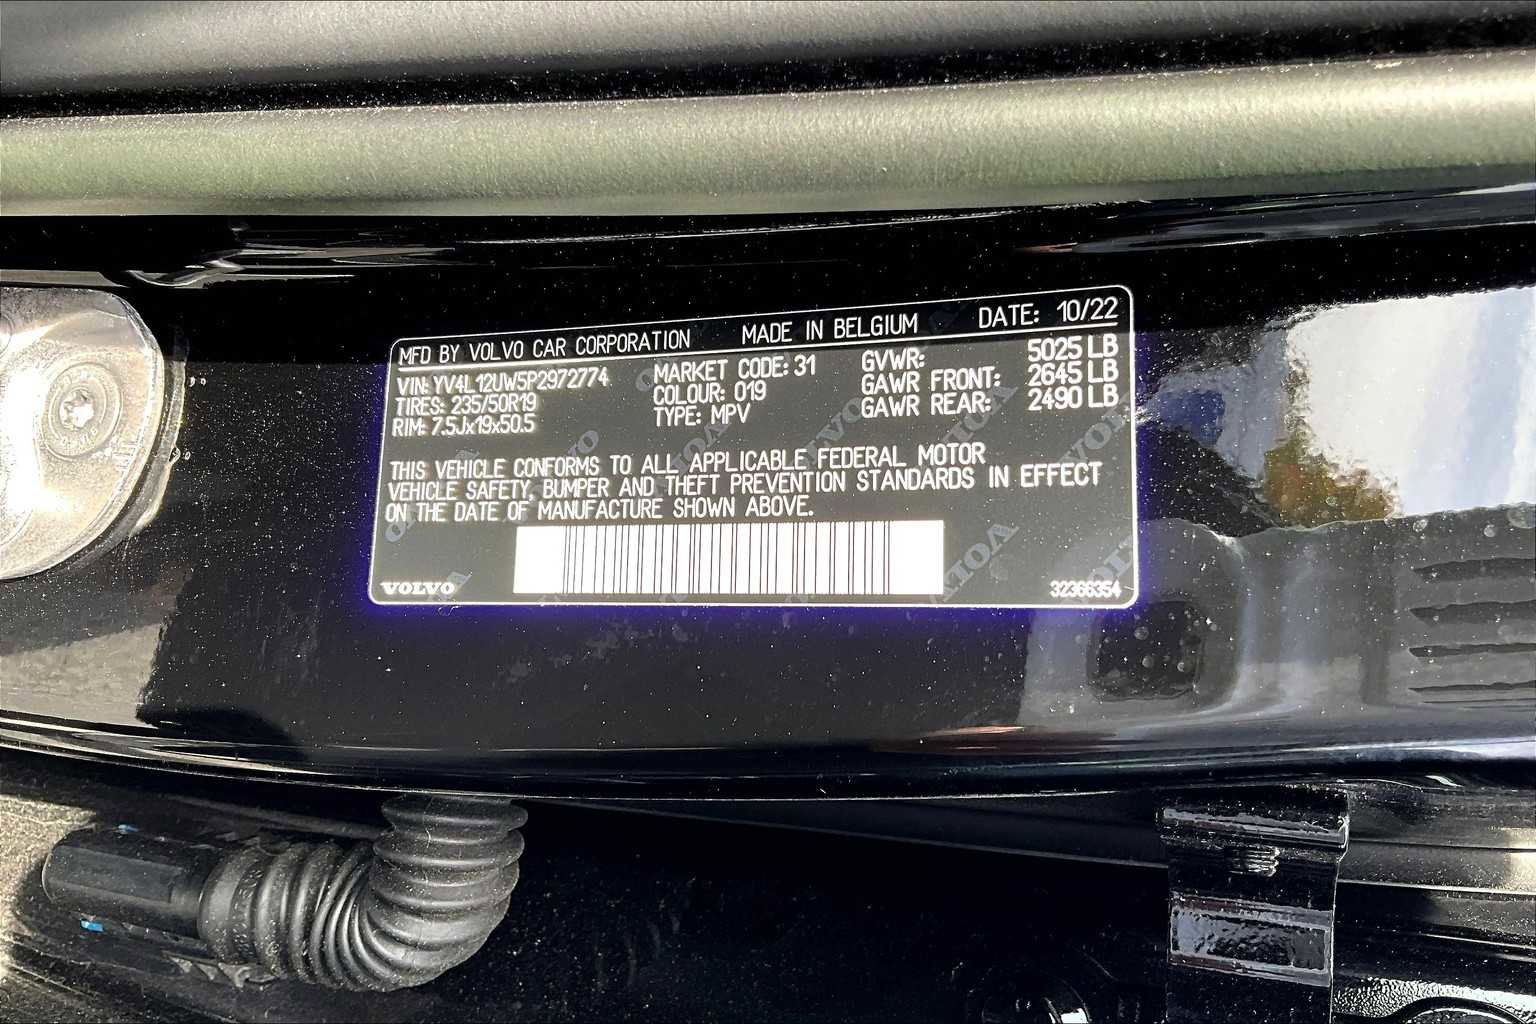 MFD BY VOLVO CAR CORPORATION MADE IN BELGIUM DATE: 10/22
VIN: YV4L12UW5P2972774 MARKET CODE: 31 GVWR: 5025 LB
TIRES: 235/50R19 COLOUR: 019 GAWR FRONT: 2645 LB
RIM: 7.5Jx19x50.5 TYPE: MPV GAWR REAR: 2490 LB
THIS VEHICLE CONFORMS TO ALL APPLICABLE FEDERAL MOTOR
VEHICLE SAFETY, BUMPER AND THEFT PREVENTION STANDARDS IN EFFECT
ON THE DATE OF MANUFACTURE SHOWN ABOVE.
VOLVO 32366354